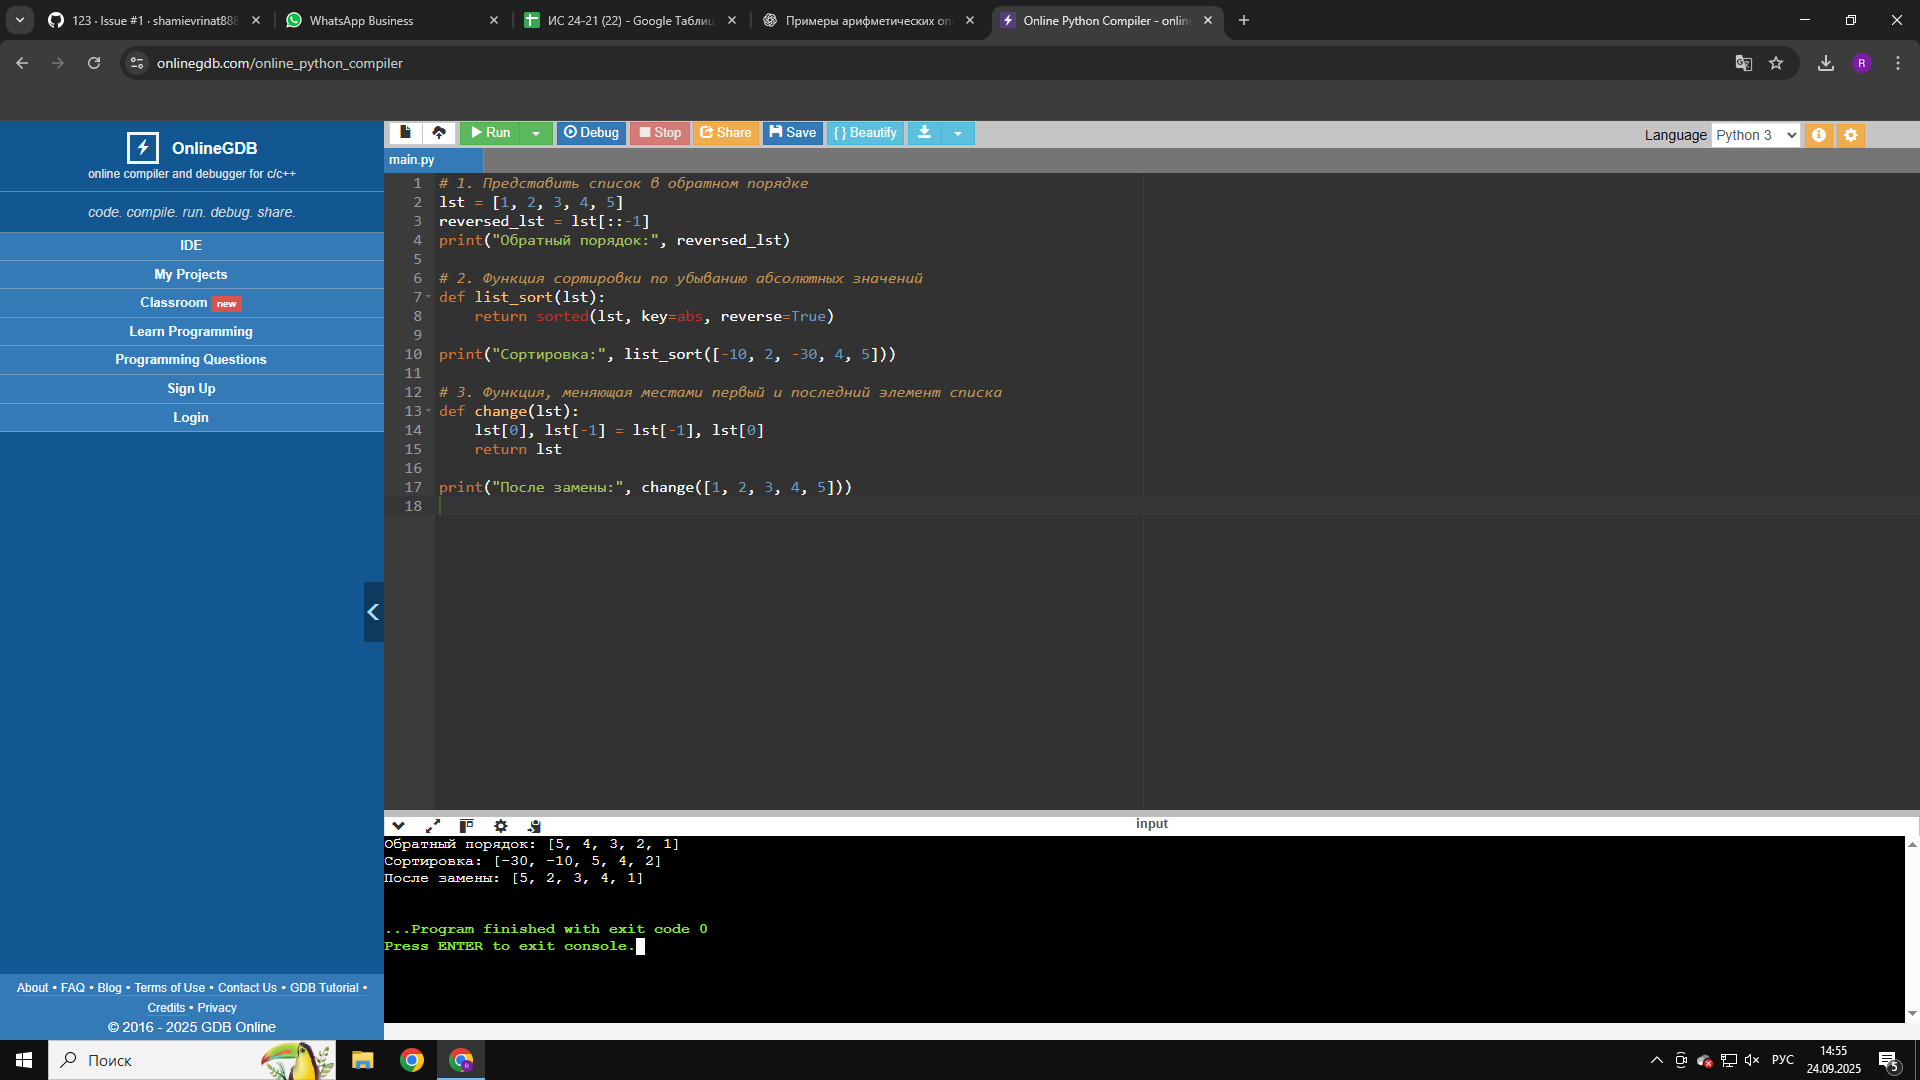 123 · Issue #1 · shamievrinat888
WhatsApp Business
ИС 24-21 (22) - Google Таблиц
Примеры арифметических оп
Online Python Compiler - onlin
onlinegdb.com/online_python_compiler
R
OnlineGDB
online compiler and debugger for c/c++
code. compile. run. debug. share.
IDE
My Projects
Classroom new
Learn Programming
Programming Questions
Sign Up
Login
About • FAQ • Blog • Terms of Use • Contact Us • GDB Tutorial •
Credits • Privacy
© 2016 - 2025 GDB Online
Run
Debug
Stop
Share
Save
{ } Beautify
Language Python 3
main.py
1 # 1. Представить список в обратном порядке
2 lst = [1, 2, 3, 4, 5]
3 reversed_lst = lst[::-1]
4 print("Обратный порядок:", reversed_lst)
5
6 # 2. Функция сортировки по убыванию абсолютных значений
7 def list_sort(lst):
8     return sorted(lst, key=abs, reverse=True)
9
10 print("Сортировка:", list_sort([-10, 2, -30, 4, 5]))
11
12 # 3. Функция, меняющая местами первый и последний элемент списка
13 def change(lst):
14     lst[0], lst[-1] = lst[-1], lst[0]
15     return lst
16
17 print("После замены:", change([1, 2, 3, 4, 5]))
18
input
Обратный порядок: [5, 4, 3, 2, 1]
Сортировка: [-30, -10, 5, 4, 2]
После замены: [5, 2, 3, 4, 1]
...Program finished with exit code 0
Press ENTER to exit console.
Поиск
РУС
14:55
24.09.2025
5